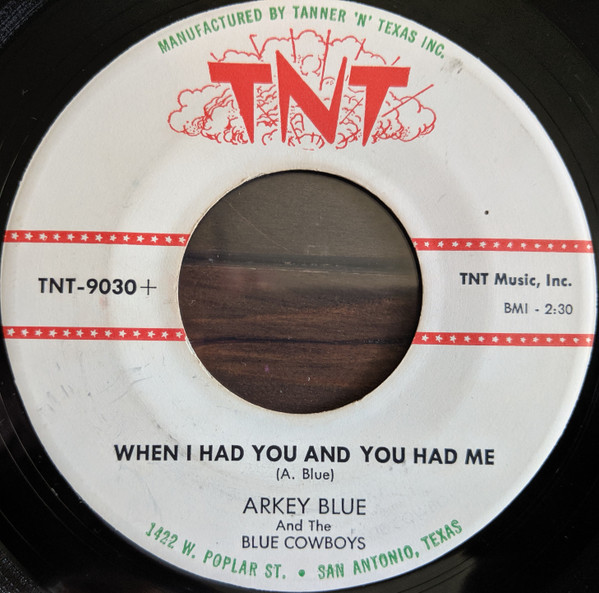 MANUFACTURED BY TANNER 'N' TEXAS INC.
TNT
TNT-9030+
TNT Music, Inc.
BMI - 2:30
WHEN I HAD YOU AND YOU HAD ME
(A. Blue)
ARKEY BLUE
And The
BLUE COWBOYS
1422 W. POPLAR ST. • SAN ANTONIO, TEXAS